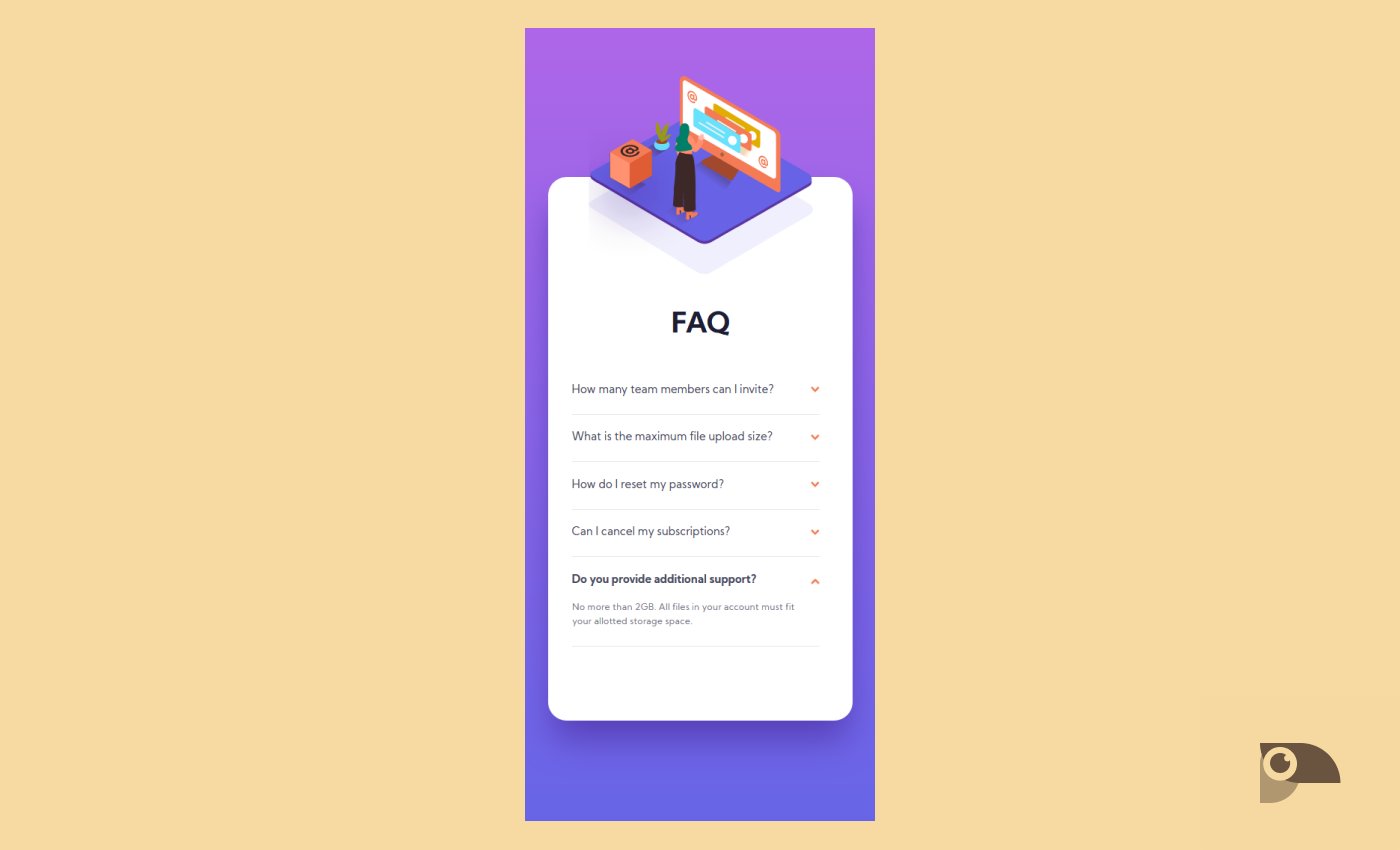 FAQ
How many team members can I invite?
What is the maximum file upload size?
How do I reset my password?
Can I cancel my subscriptions?
Do you provide additional support?
No more than 2GB. All files in your account must fit
your allotted storage space.